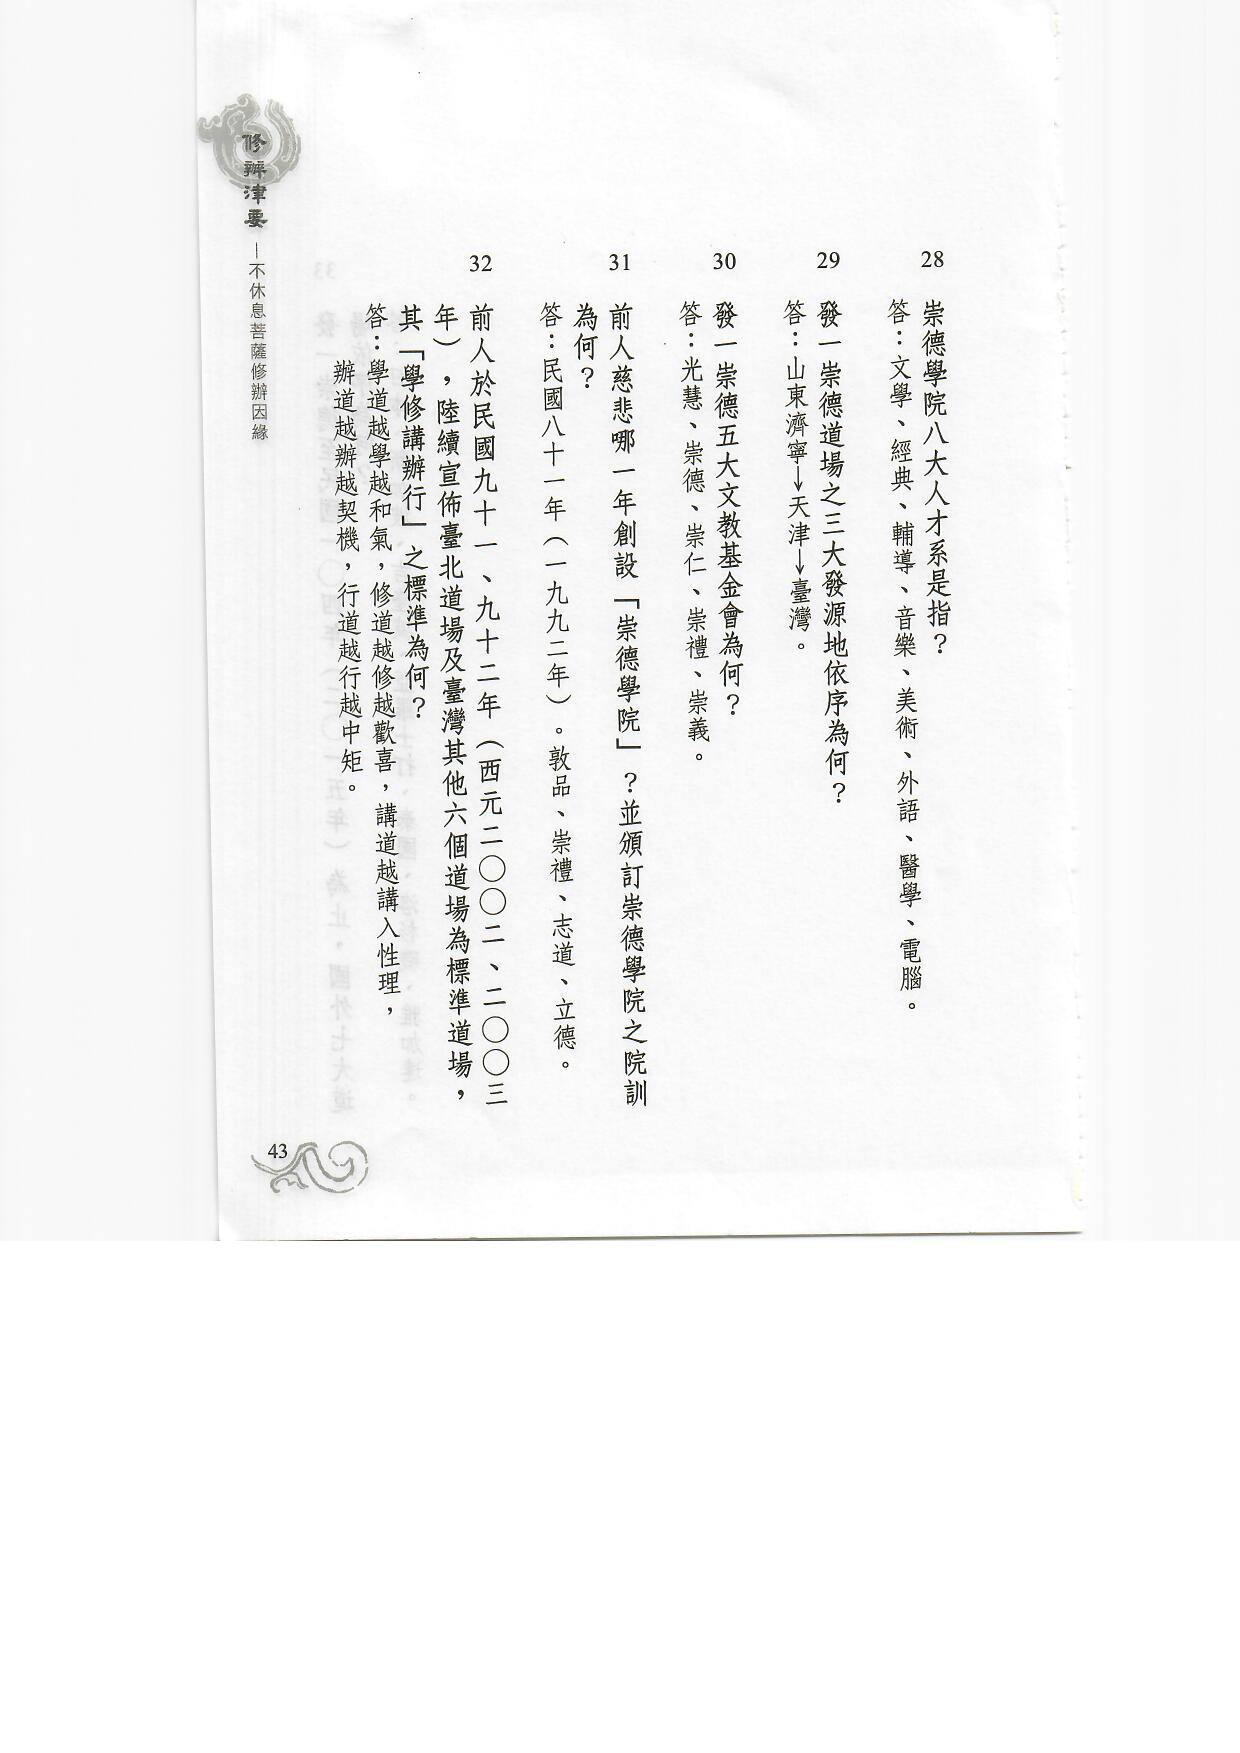 28
崇德學院八大人才系是指？
答：文學、經典、輔導、音樂、美術、外語、醫學、電腦。
29
發一崇德道場之三大發源地依序為何？
答：山東濟寧→天津→臺灣。
30
發一崇德五大文教基金會為何？
答：光慧、崇德、崇仁、崇禮、崇義。
31
前人慈悲哪一年創設「崇德學院」？並頒訂崇德學院之院訓
為何？
答：民國八十一年（一九九二年）。敦品、崇禮、志道、立德。
32
前人於民國九十一、九十二年（西元二〇〇二、二〇〇三
年），陸續宣佈臺北道場及臺灣其他六個道場為標準道場，
其「學修講辦行」之標準為何？
答：學道越學越和氣，修道越修越歡喜，講道越講入性理，
辦道越辦越契機，行道越行越中矩。
修辦津要
—不休息菩薩修辦因緣
43